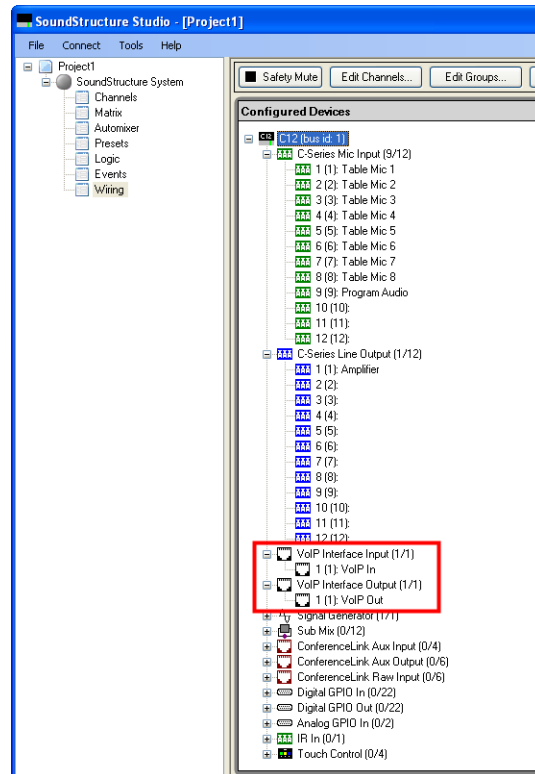 SoundStructure Studio - [Project1]
File Connect Tools Help
Project1
SoundStructure System
Channels
Matrix
Automixer
Presets
Logic
Events
Wiring
Safety Mute Edit Channels... Edit Groups...
Configured Devices
C12 (bus id: 1)
C-Series Mic Input (9/12)
1 (1): Table Mic 1
2 (2): Table Mic 2
3 (3): Table Mic 3
4 (4): Table Mic 4
5 (5): Table Mic 5
6 (6): Table Mic 6
7 (7): Table Mic 7
8 (8): Table Mic 8
9 (9): Program Audio
10 (10):
11 (11):
12 (12):
C-Series Line Output (1/12)
1 (1): Amplifier
2 (2):
3 (3):
4 (4):
5 (5):
6 (6):
7 (7):
8 (8):
9 (9):
10 (10):
11 (11):
12 (12):
VoIP Interface Input (1/1)
1 (1): VoIP In
VoIP Interface Output (1/1)
1 (1): VoIP Out
Signal Generator (1/1)
Sub Mix (0/12)
ConferenceLink Aux Input (0/4)
ConferenceLink Aux Output (0/6)
ConferenceLink Raw Input (0/6)
Digital GPIO In (0/22)
Digital GPIO Out (0/22)
Analog GPIO In (0/2)
IR In (0/1)
Touch Control (0/4)